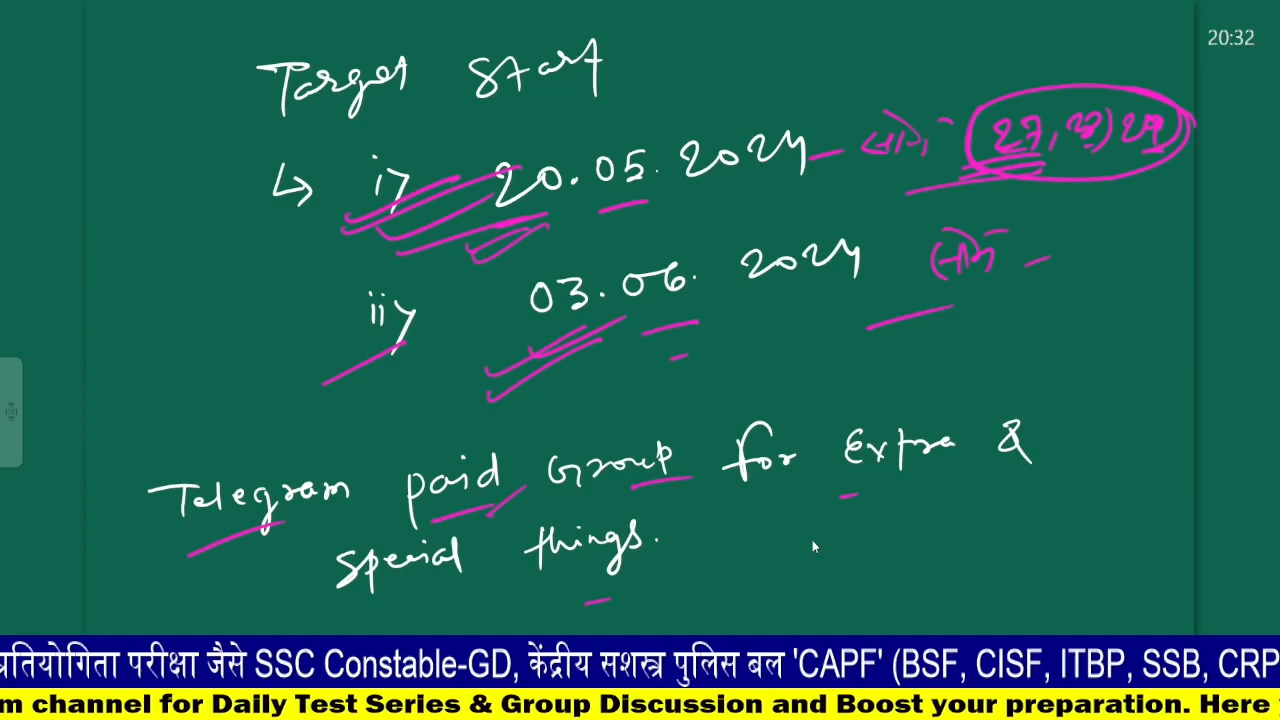 20:32
Target Start
↳ i> 20.05.2024 - सोम 27,
ii> 03.06.2024 सोम -
Telegram paid Group for Extra &
Special things.
प्रतियोगिता परीक्षा जैसे SSC Constable-GD, केंद्रीय सशस्त्र पुलिस बल 'CAPF' (BSF, CISF, ITBP, SSB, CRP
m channel for Daily Test Series & Group Discussion and Boost your preparation. Here